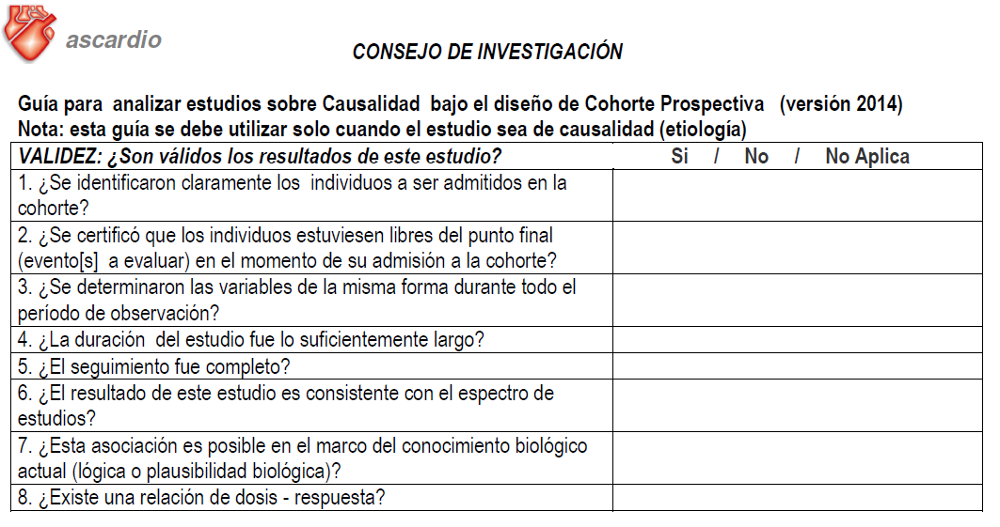 ascardio
CONSEJO DE INVESTIGACIÓN
Guía para analizar estudios sobre Causalidad bajo el diseño de Cohorte Prospectiva (versión 2014)
Nota: esta guía se debe utilizar solo cuando el estudio sea de causalidad (etiología)
VALIDEZ: ¿Son válidos los resultados de este estudio? Si / No / No Aplica
1. ¿Se identificaron claramente los individuos a ser admitidos en la
cohorte?
2. ¿Se certificó que los individuos estuviesen libres del punto final
(evento[s] a evaluar) en el momento de su admisión a la cohorte?
3. ¿Se determinaron las variables de la misma forma durante todo el
período de observación?
4. ¿La duración del estudio fue lo suficientemente largo?
5. ¿El seguimiento fue completo?
6. ¿El resultado de este estudio es consistente con el espectro de
estudios?
7. ¿Esta asociación es posible en el marco del conocimiento biológico
actual (lógica o plausibilidad biológica)?
8. ¿Existe una relación de dosis - respuesta?